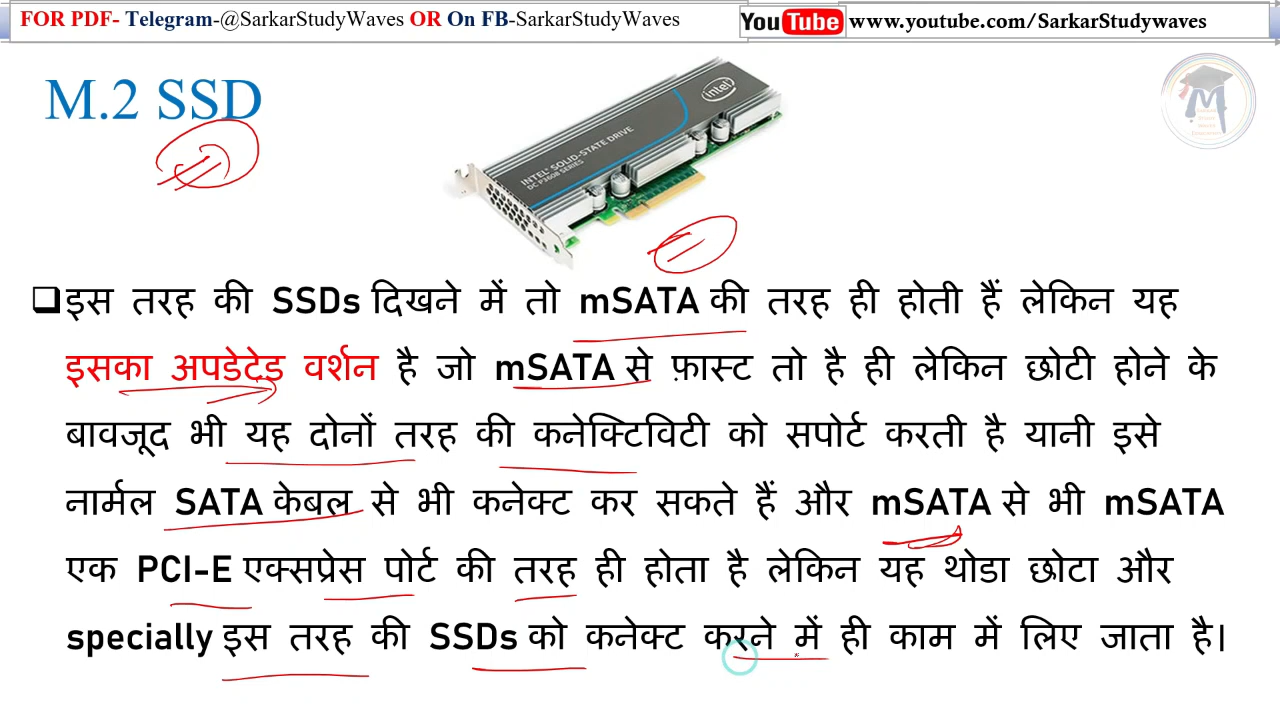 FOR PDF- Telegram-@SarkarStudyWaves OR On FB-SarkarStudyWaves
YouTube www.youtube.com/SarkarStudywaves
M.2 SSD
intel
INTEL SOLID-STATE DRIVE
DC P3608 SERIES
M
इस तरह की SSDs दिखने में तो mSATA की तरह ही होती हैं लेकिन यह
इसका अपडेटेड वर्शन है जो mSATA से फ़ास्ट तो है ही लेकिन छोटी होने के
बावजूद भी यह दोनों तरह की कनेक्टिविटी को सपोर्ट करती है यानी इसे
नार्मल SATA केबल से भी कनेक्ट कर सकते हैं और mSATA से भी mSATA
एक PCI-E एक्सप्रेस पोर्ट की तरह ही होता है लेकिन यह थोडा छोटा और
specially इस तरह की SSDs को कनेक्ट करने में ही काम में लिए जाता है।